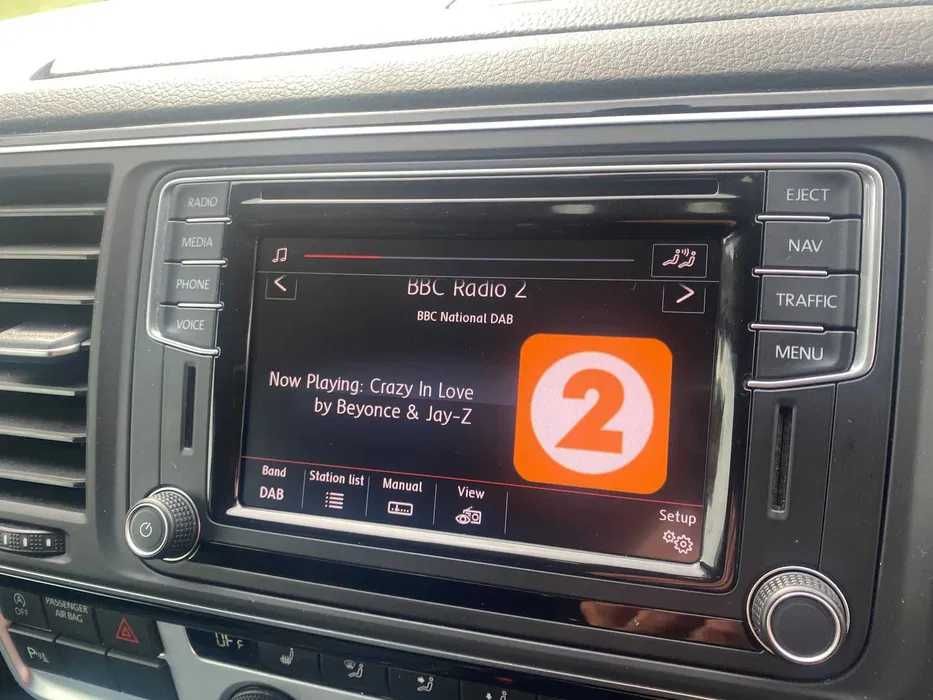 RADIO
MEDIA
PHONE
VOICE
EJECT
NAV
TRAFFIC
MENU
BBC Radio 2
BBC National DAB
Now Playing: Crazy In Love
by Beyonce & Jay-Z
2
Band
DAB
Station list
Manual
View
Setup
OFF
PASSENGER
AIR BAG
OFF